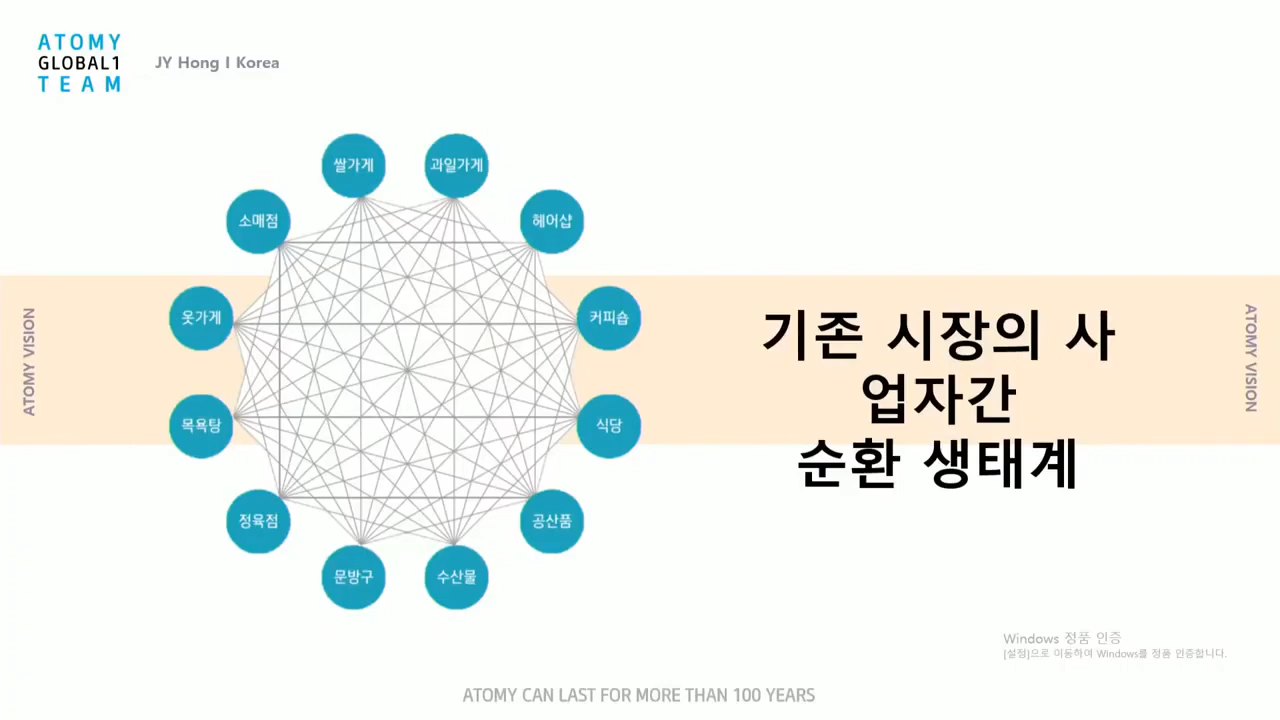 ATOMY
GLOBAL1
TEAM
JY Hong I Korea
쌀가게
과일가게
소매점
헤어샵
옷가게
커피숍
목욕탕
식당
정육점
공산품
문방구
수산물
ATOMY VISION
기존 시장의 사
업자간
순환 생태계
ATOMY VISION
Windows 정품 인증
[설정]으로 이동하여 Windows를 정품 인증합니다.
ATOMY CAN LAST FOR MORE THAN 100 YEARS